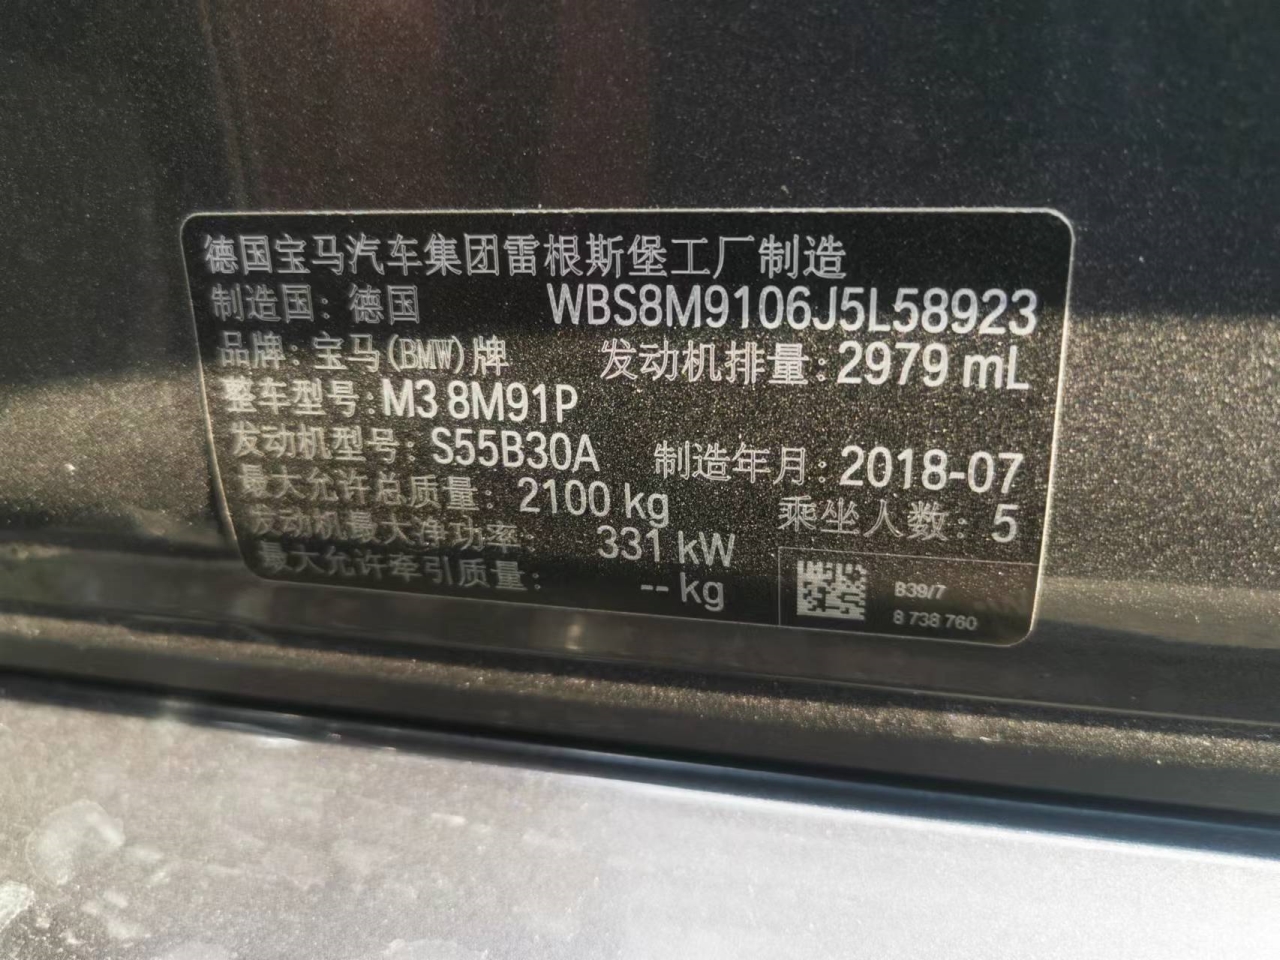 德国宝马汽车集团雷根斯堡工厂制造
制造国：德国 WBS8M9106J5L58923
品牌：宝马(BMW)牌 发动机排量：2979 mL
整车型号：M3 8M91P
发动机型号：S55B30A 制造年月：2018-07
最大允许总质量：2100 kg 乘坐人数：5
发动机最大净功率：331 kW
最大允许牵引质量：-- kg
B39/7
8 738 760